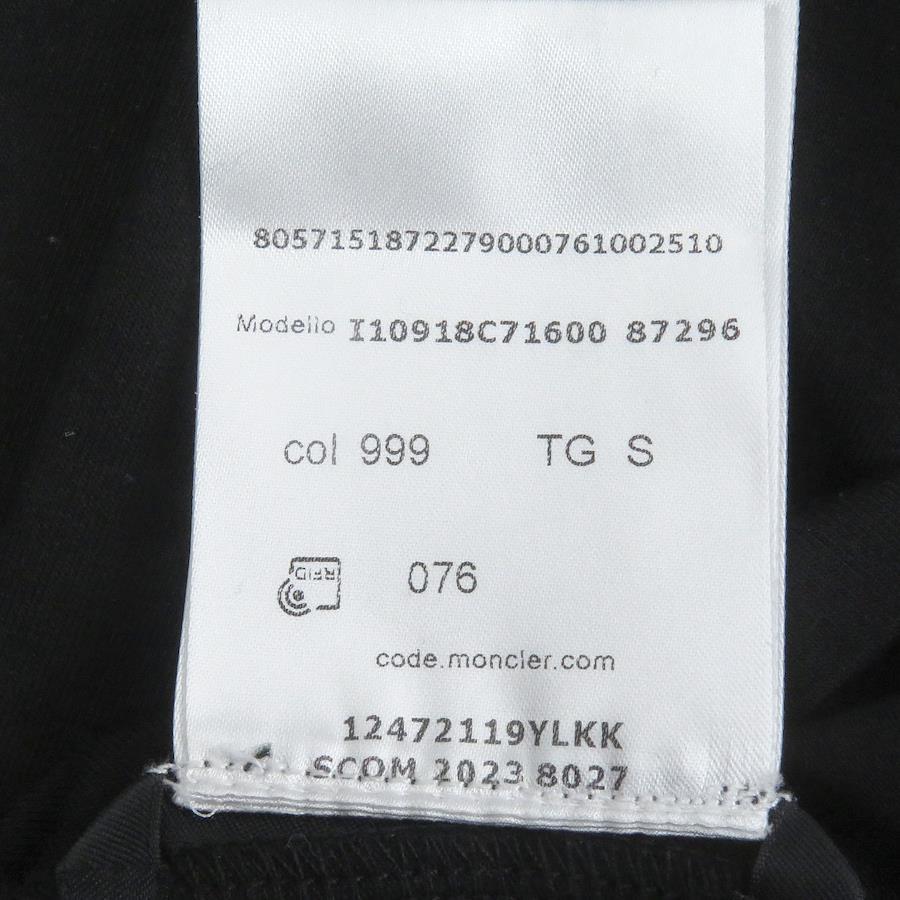 8057151872279000761002510
Modello I10918C71600 87296
col 999 TG S
RFID
076
code.moncler.com
12472119YLKK
SCOM 2023 8027